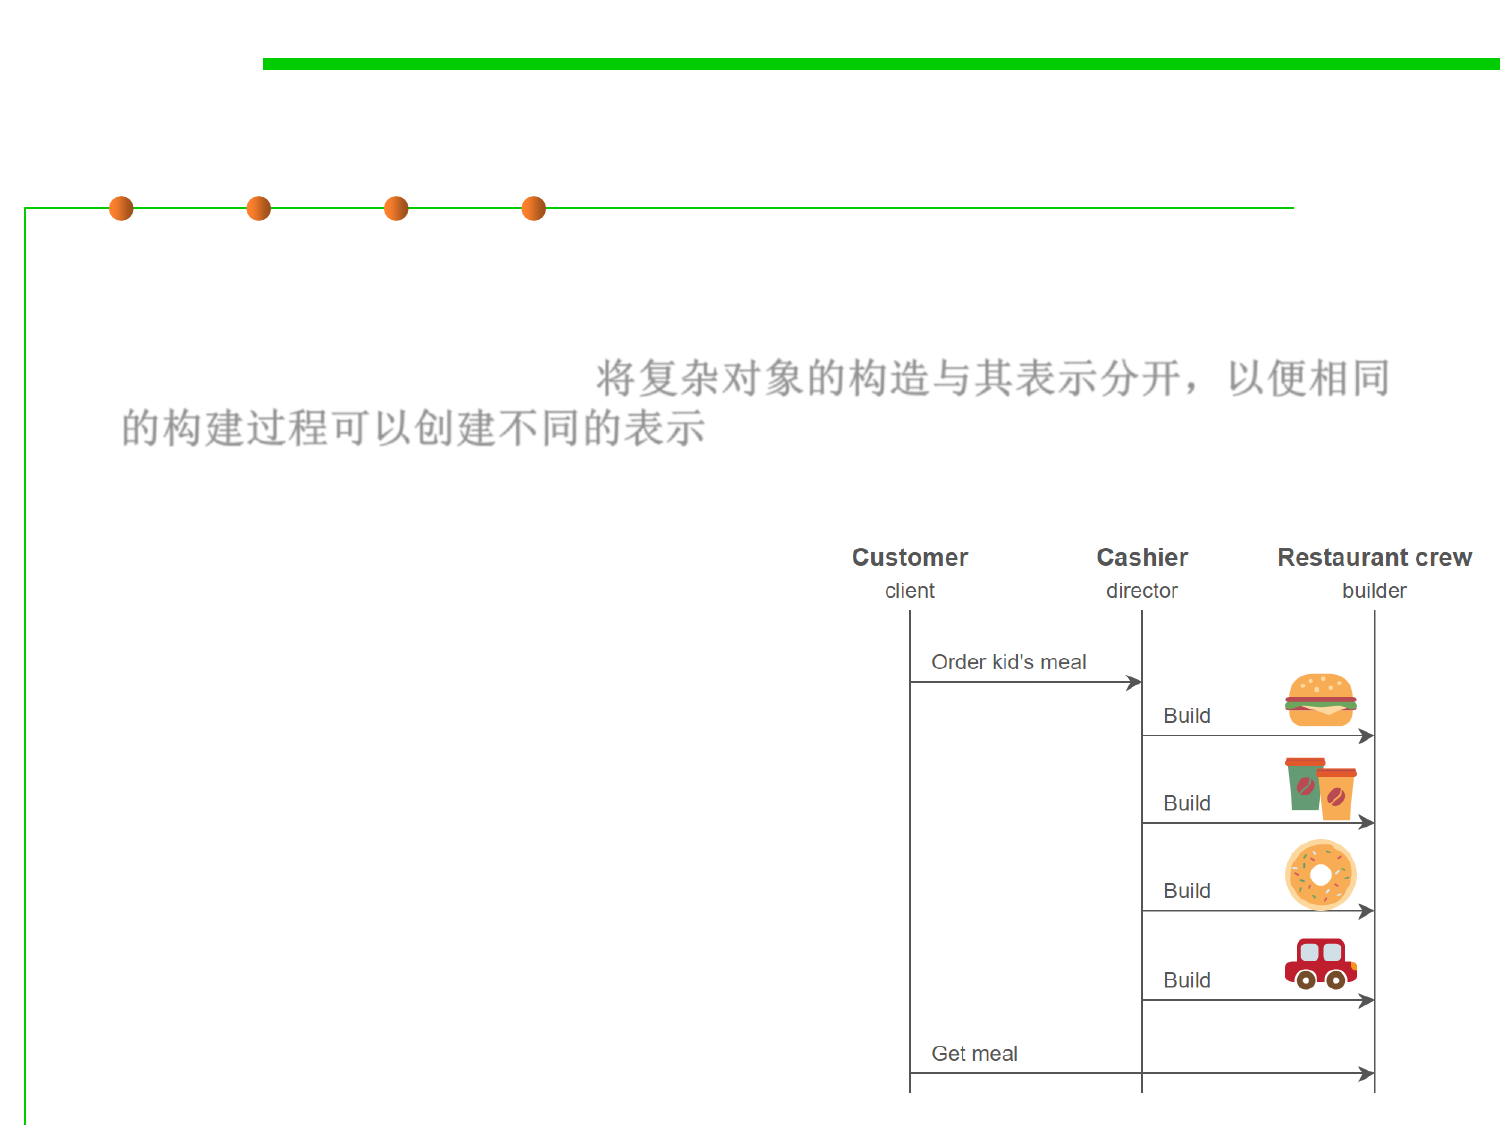 将复杂对象的构造与其表示分开，以便相同
的构建过程可以创建不同的表示
Customer Cashier Restaurant crew
client director builder
Order kid's meal
Build
Build
Build
Build
Get meal